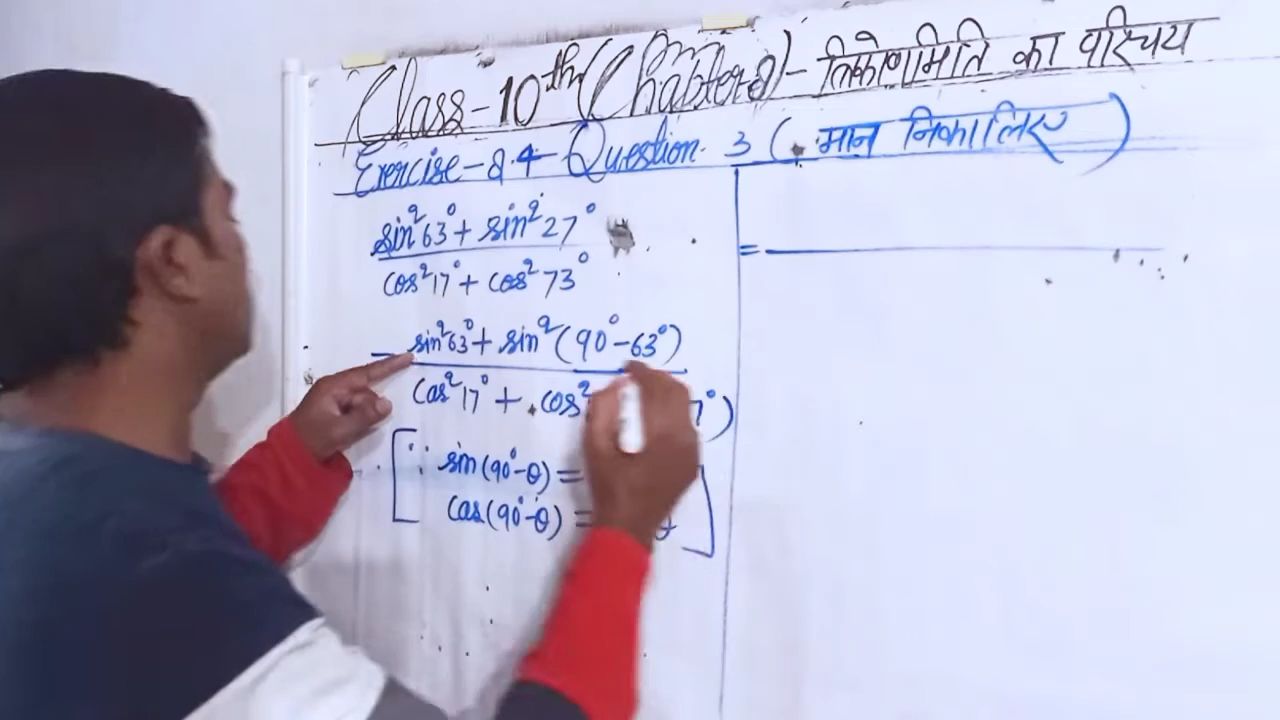 Class-10th (Chapter-8) - त्रिकोणमिति का परिचय
Exercise-8.4-Question. 3 (. मान निकालिए)
sin²63° + sin²27°
cos²17° + cos²73°
=
= sin²63° + sin²(90°-63°)
cos²17° + cos² 7°)
[∵ sin(90°-θ) =
cos(90°-θ) = θ]